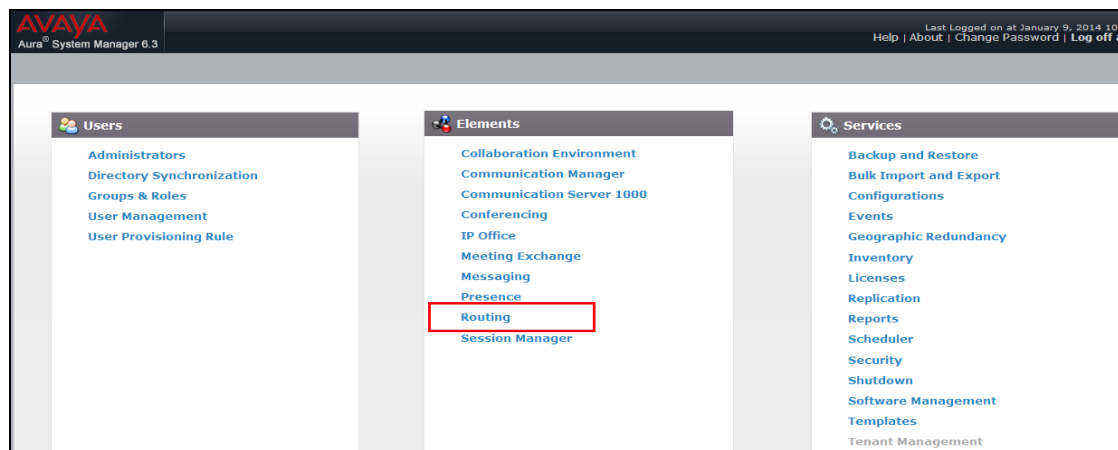 AVAYA
Aura® System Manager 6.3
Last Logged on at January 9, 2014 10
Help | About | Change Password | Log off
Users
Administrators
Directory Synchronization
Groups & Roles
User Management
User Provisioning Rule
Elements
Collaboration Environment
Communication Manager
Communication Server 1000
Conferencing
IP Office
Meeting Exchange
Messaging
Presence
Routing
Session Manager
Services
Backup and Restore
Bulk Import and Export
Configurations
Events
Geographic Redundancy
Inventory
Licenses
Replication
Reports
Scheduler
Security
Shutdown
Software Management
Templates
Tenant Management